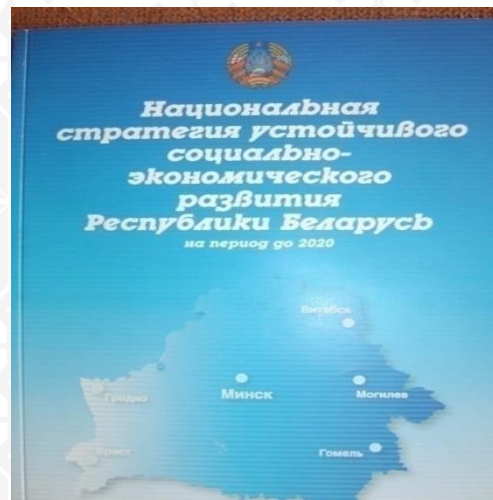 Национальная
стратегия устойчивого
социально-
экономического
развития
Республики Беларусь
на период до 2020
Витебск
Гродно
Минск
Могилев
Брест
Гомель